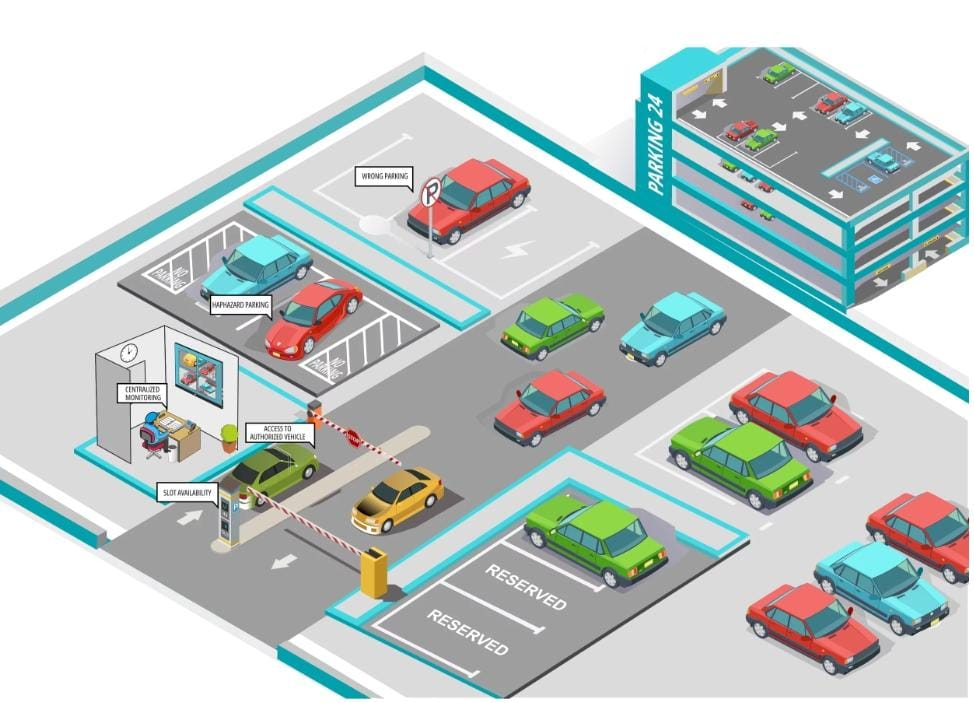 PARKING 24
WRONG PARKING
P
NO
PARKING
HAPHAZARD PARKING
NO
PARKING
CENTRALIZED
MONITORING
ACCESS TO
AUTHORIZED VEHICLE
STOP
SLOT AVAILABILITY
P
RESERVED
RESERVED